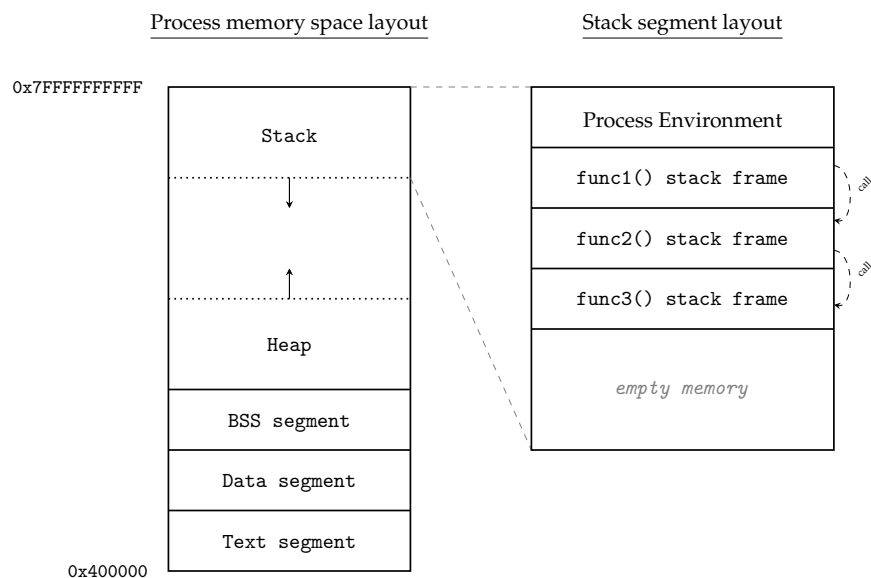 Process memory space layout
Stack segment layout
0x7FFFFFFFFFF
Stack
Heap
BSS segment
Data segment
Text segment
0x400000
Process Environment
func1() stack frame
call
func2() stack frame
call
func3() stack frame
empty memory